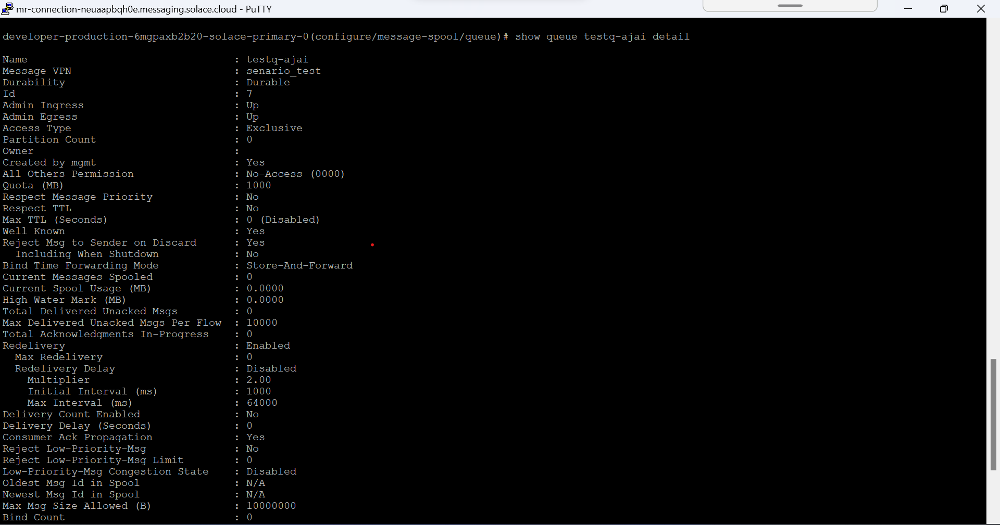 mr-connection-neuaapbqh0e.messaging.solace.cloud - PuTTY
developer-production-6mgpaxb2b20-solace-primary-0(configure/message-spool/queue)# show queue testq-ajai detail
Name : testq-ajai
Message VPN : senario_test
Durability : Durable
Id : 7
Admin Ingress : Up
Admin Egress : Up
Access Type : Exclusive
Partition Count : 0
Owner :
Created by mgmt : Yes
All Others Permission : No-Access (0000)
Quota (MB) : 1000
Respect Message Priority : No
Respect TTL : No
Max TTL (Seconds) : 0 (Disabled)
Well Known : Yes
Reject Msg to Sender on Discard : Yes
Including When Shutdown : No
Bind Time Forwarding Mode : Store-And-Forward
Current Messages Spooled : 0
Current Spool Usage (MB) : 0.0000
High Water Mark (MB) : 0.0000
Total Delivered Unacked Msgs : 0
Max Delivered Unacked Msgs Per Flow : 10000
Total Acknowledgments In-Progress : 0
Redelivery : Enabled
Max Redelivery : 0
Redelivery Delay : Disabled
Multiplier : 2.00
Initial Interval (ms) : 1000
Max Interval (ms) : 64000
Delivery Count Enabled : No
Delivery Delay (Seconds) : 0
Consumer Ack Propagation : Yes
Reject Low-Priority-Msg : No
Reject Low-Priority-Msg Limit : 0
Low-Priority-Msg Congestion State : Disabled
Oldest Msg Id in Spool : N/A
Newest Msg Id in Spool : N/A
Max Msg Size Allowed (B) : 10000000
Bind Count : 0